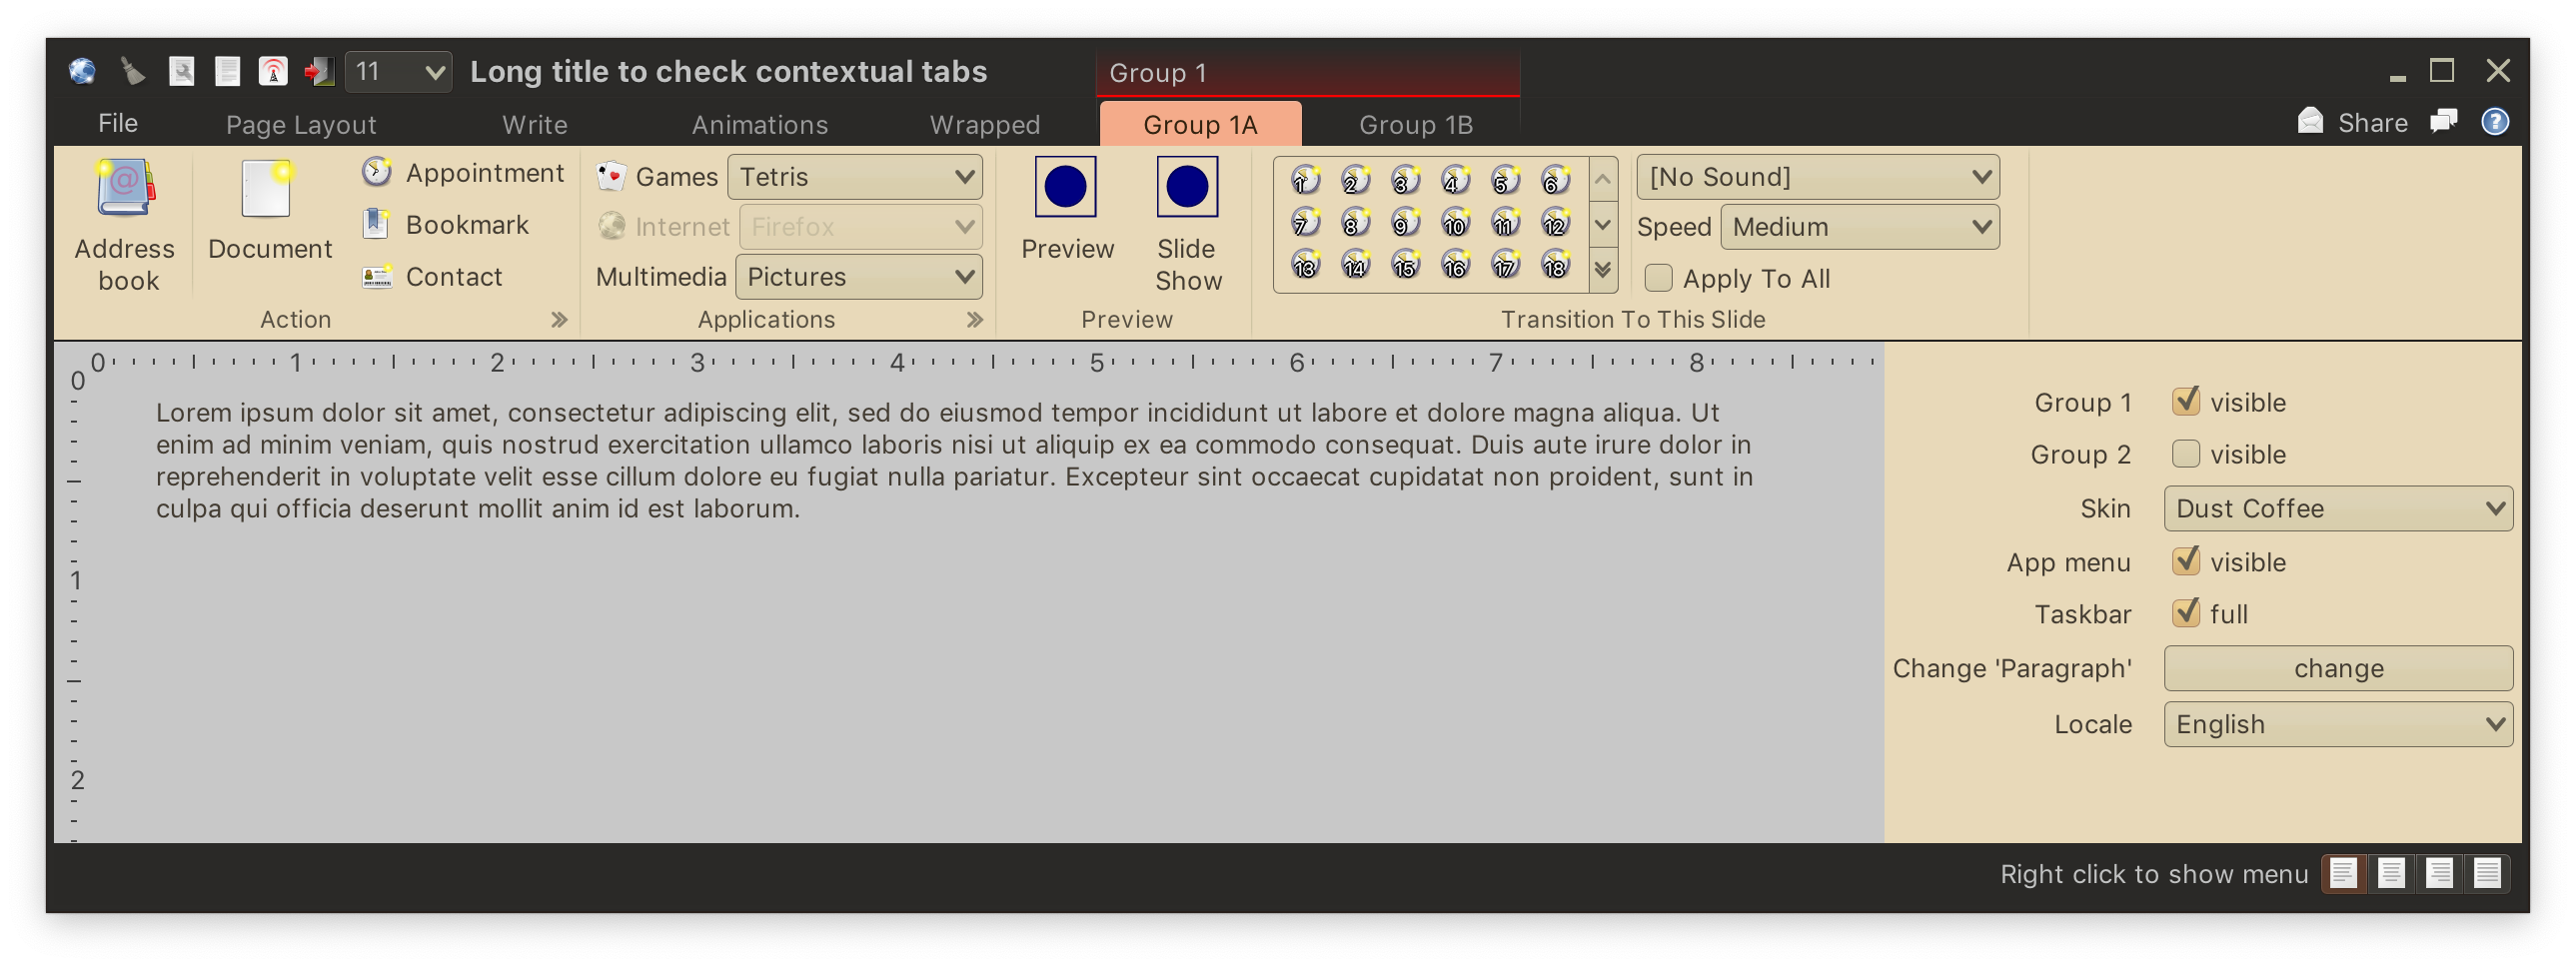 11
Long title to check contextual tabs
Group 1
File
Page Layout
Write
Animations
Wrapped
Group 1A
Group 1B
Share
Address
book
Document
Appointment
Bookmark
Contact
Action
Games
Tetris
Internet
Firefox
Multimedia
Pictures
Applications
Preview
Slide
Show
Preview
1 2 3 4 5 6
7 8 9 10 11 12
13 14 15 16 17 18
[No Sound]
Speed
Medium
Apply To All
Transition To This Slide
0 1 2 3 4 5 6 7 8
0
1
2
Lorem ipsum dolor sit amet, consectetur adipiscing elit, sed do eiusmod tempor incididunt ut labore et dolore magna aliqua. Ut
enim ad minim veniam, quis nostrud exercitation ullamco laboris nisi ut aliquip ex ea commodo consequat. Duis aute irure dolor in
reprehenderit in voluptate velit esse cillum dolore eu fugiat nulla pariatur. Excepteur sint occaecat cupidatat non proident, sunt in
culpa qui officia deserunt mollit anim id est laborum.
Group 1
visible
Group 2
visible
Skin
Dust Coffee
App menu
visible
Taskbar
full
Change 'Paragraph'
change
Locale
English
Right click to show menu